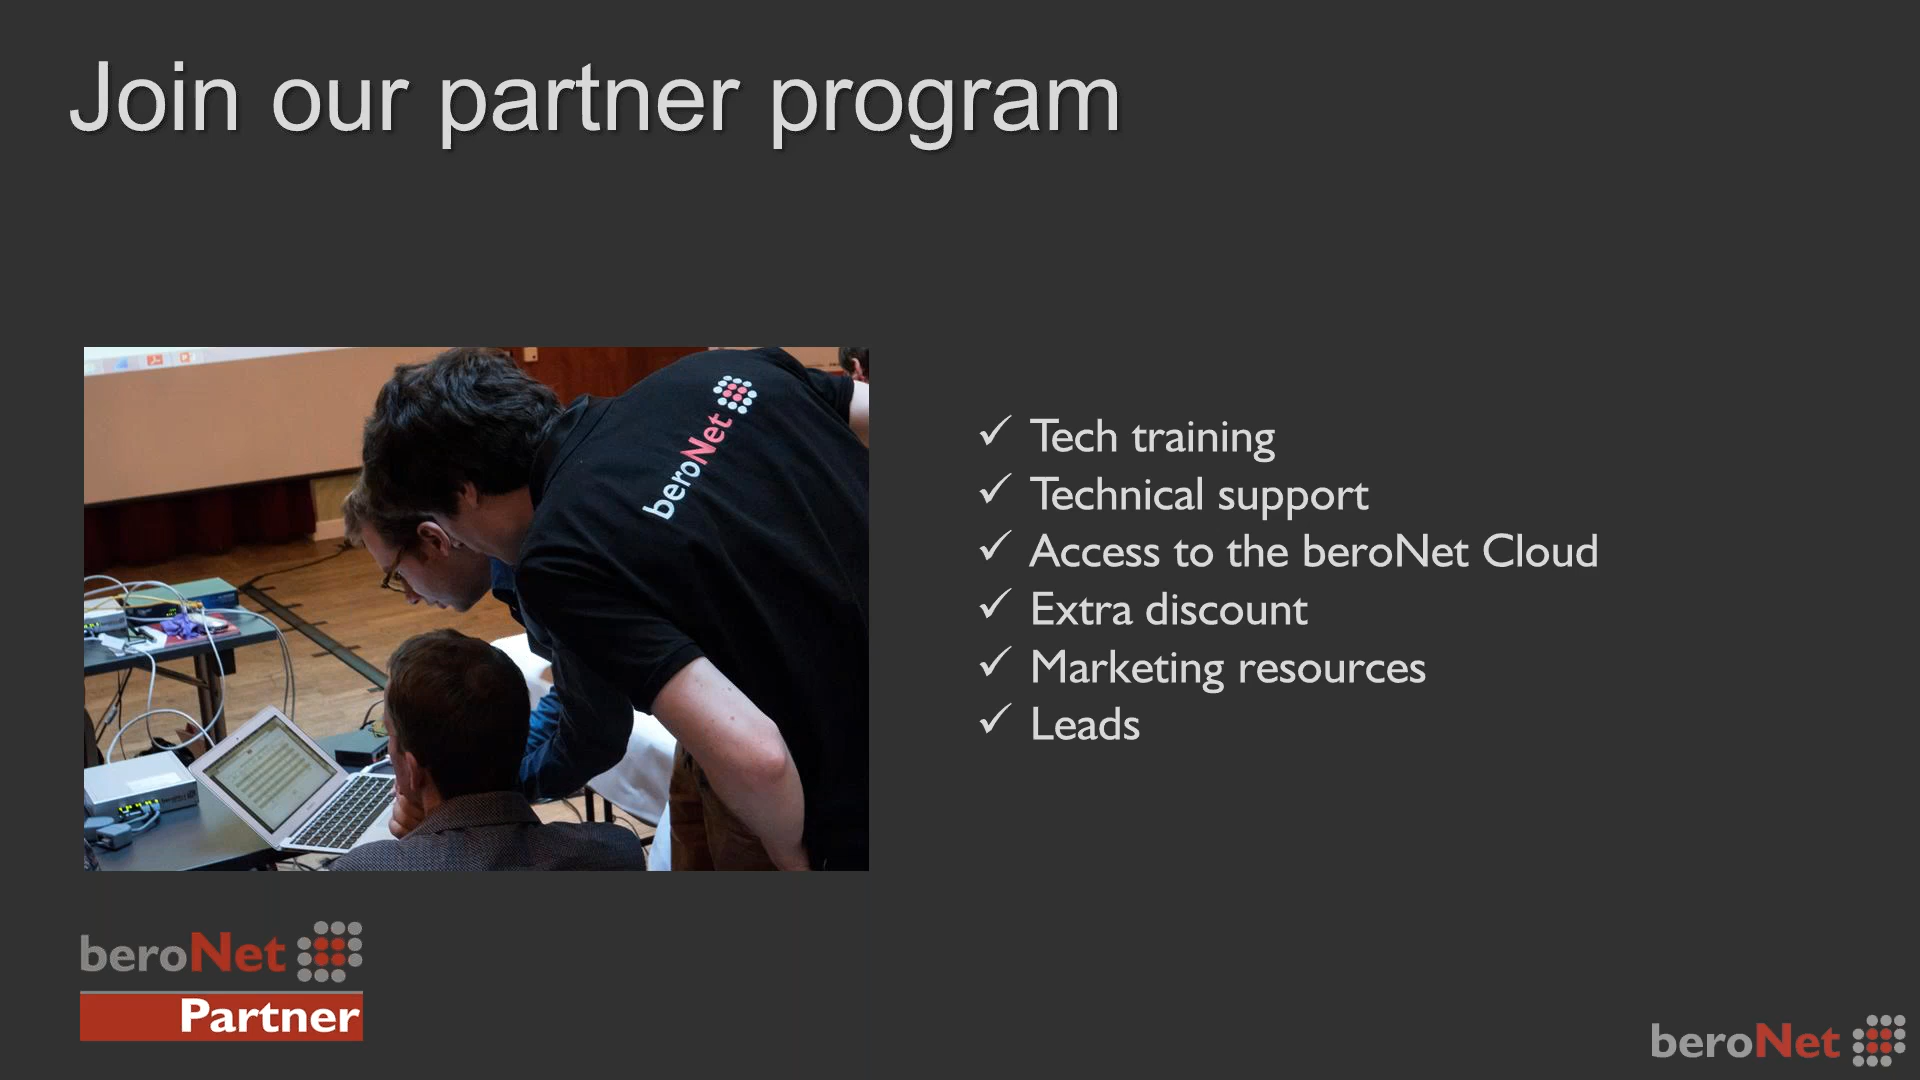 Join our partner program
beroNet
✓ Tech training
✓ Technical support
✓ Access to the beroNet Cloud
✓ Extra discount
✓ Marketing resources
✓ Leads
beroNet
Partner
beroNet